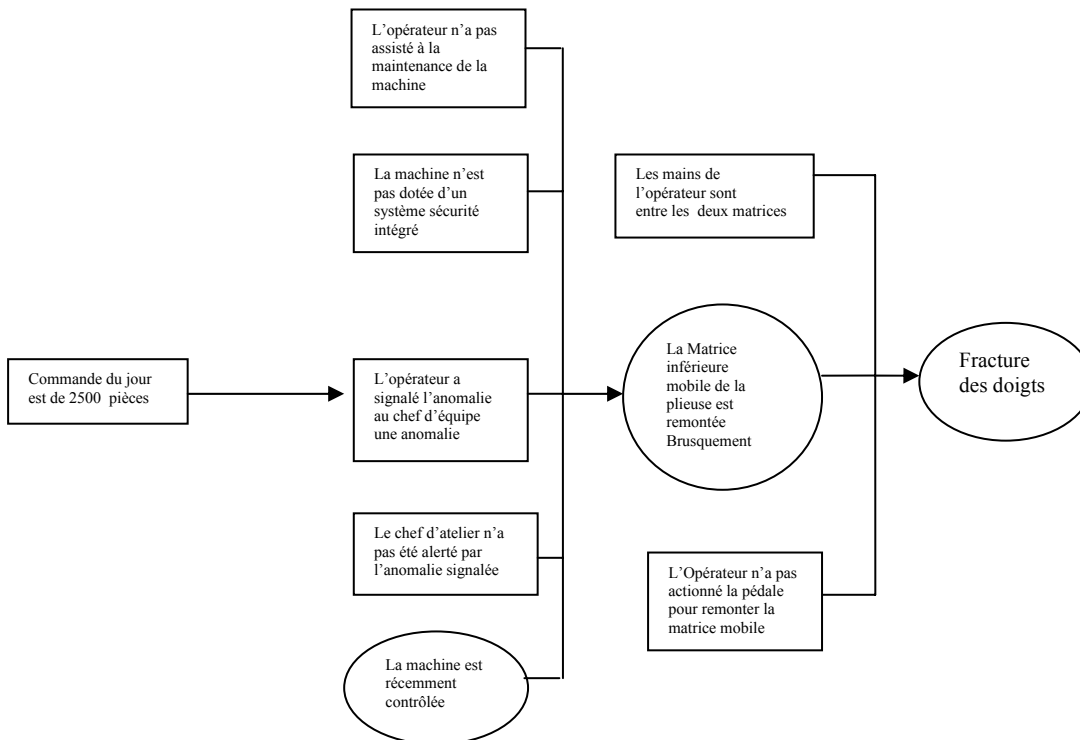 L’opérateur n’a pas
assisté à la
maintenance de la
machine
La machine n’est
pas dotée d’un
système sécurité
intégré
Les mains de
l’opérateur sont
entre les deux matrices
Commande du jour
est de 2500 pièces
L’opérateur a
signalé l’anomalie
au chef d’équipe
une anomalie
La Matrice
inférieure
mobile de la
plieuse est
remontée
Brusquement
Fracture
des doigts
Le chef d’atelier n’a
pas été alerté par
l’anomalie signalée
L’Opérateur n’a pas
actionné la pédale
pour remonter la
matrice mobile
La machine est
récemment
contrôlée